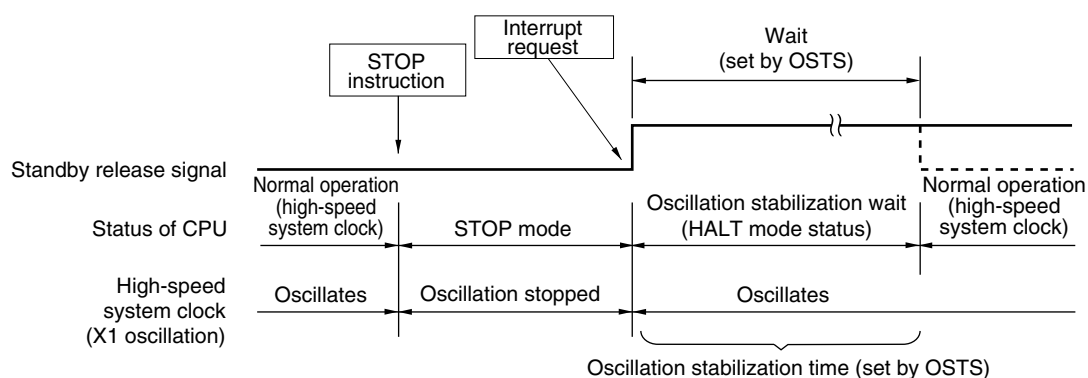 Interrupt
request
Wait
(set by OSTS)
STOP
instruction
Standby release signal
Normal operation
(high-speed
system clock)
Normal operation
(high-speed
system clock)
Status of CPU
STOP mode
Oscillation stabilization wait
(HALT mode status)
High-speed
system clock
(X1 oscillation)
Oscillates
Oscillation stopped
Oscillates
Oscillation stabilization time (set by OSTS)